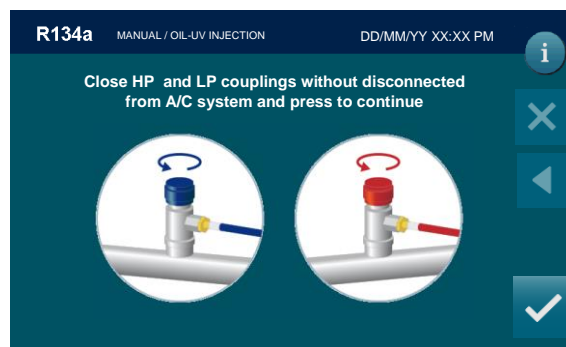 R134a MANUAL / OIL-UV INJECTION DD/MM/YY XX:XX PM
i
Close HP and LP couplings without disconnected
from A/C system and press to continue